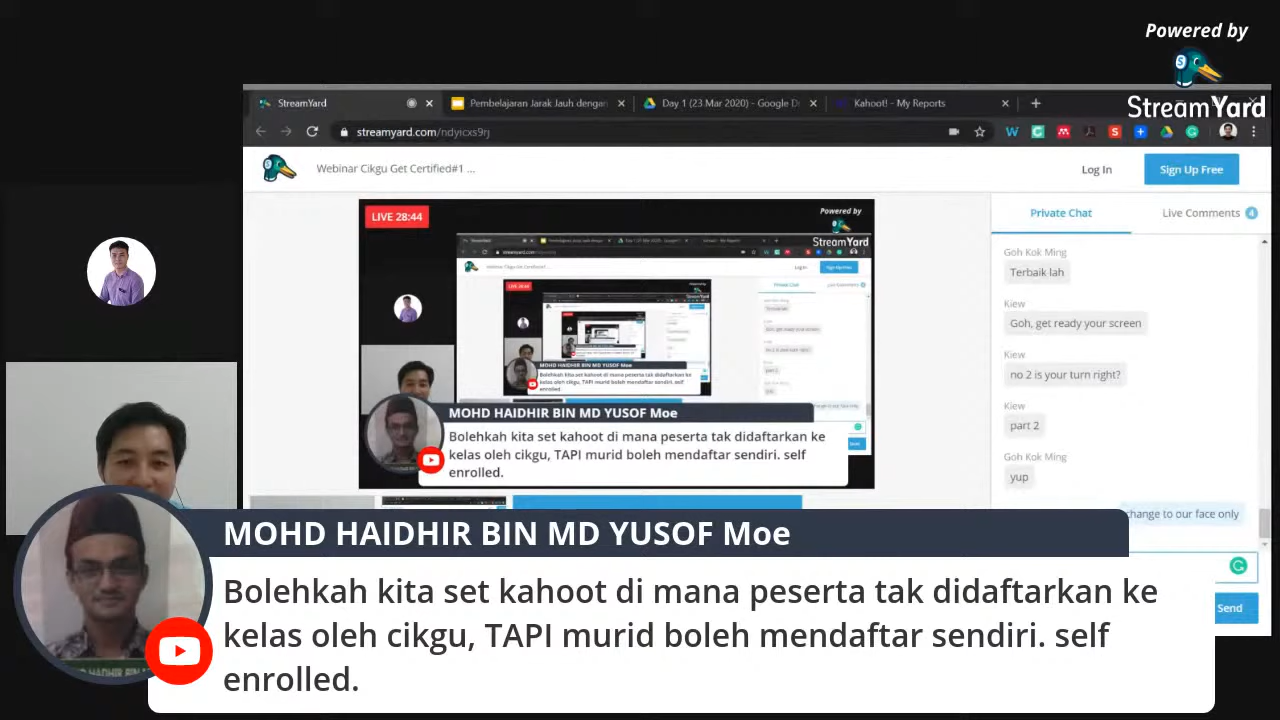 Powered by
StreamYard
StreamYard
Pembelajaran Jarak Jauh dengan
Day 1 (23 Mar 2020) - Google D
Kahoot! - My Reports
streamyard.com/ndyicxs9rj
Webinar Cikgu Get Certified#1 ...
Log In
Sign Up Free
LIVE 28:44
Powered by
StreamYard
Private Chat
Live Comments 4
Goh Kok Ming
Terbaik lah
Kiew
Goh, get ready your screen
Kiew
no 2 is your turn right?
Kiew
part 2
Goh Kok Ming
yup
change to our face only
Send
MOHD HAIDHIR BIN MD YUSOF Moe
Bolehkah kita set kahoot di mana peserta tak didaftarkan ke
kelas oleh cikgu, TAPI murid boleh mendaftar sendiri. self
enrolled.
MOHD HAIDHIR BIN MD YUSOF Moe
Bolehkah kita set kahoot di mana peserta tak didaftarkan ke
kelas oleh cikgu, TAPI murid boleh mendaftar sendiri. self
enrolled.